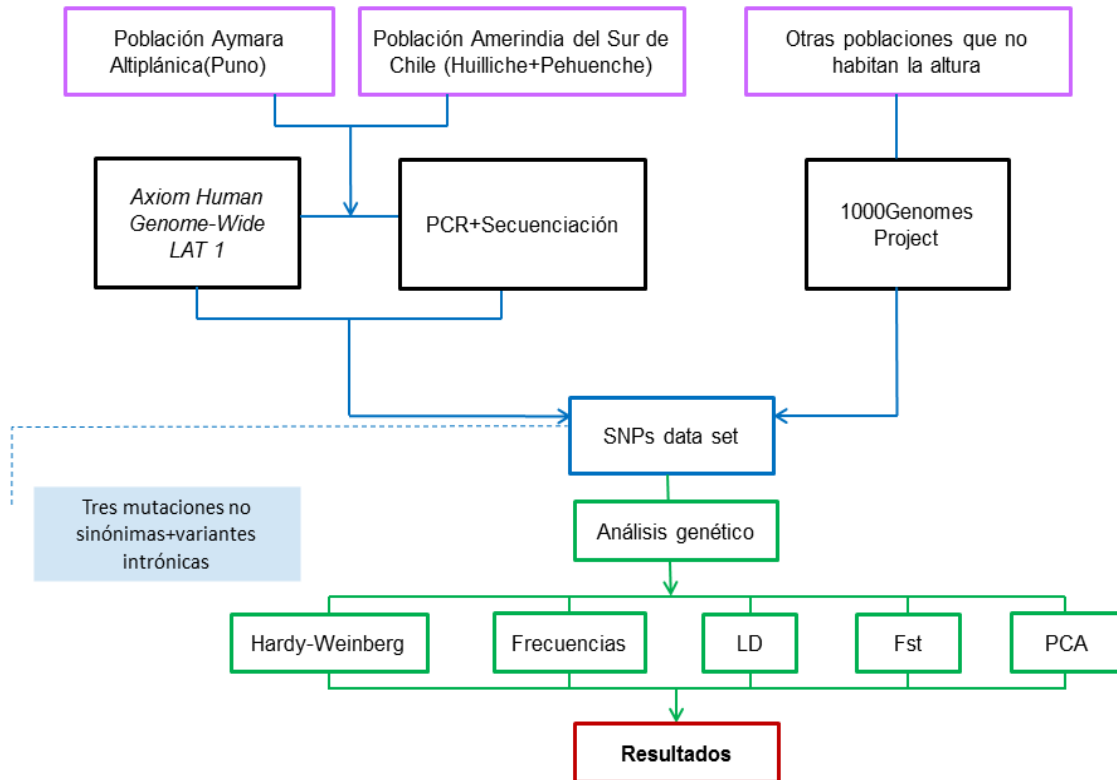 Población Aymara
Altiplánica(Puno)
Población Amerindia del Sur de
Chile (Huilliche+Pehuenche)
Otras poblaciones que no
habitan la altura
Axiom Human
Genome-Wide
LAT 1
PCR+Secuenciación
1000Genomes
Project
SNPs data set
Tres mutaciones no
sinónimas+variantes
intrónicas
Análisis genético
Hardy-Weinberg
Frecuencias
LD
Fst
PCA
Resultados